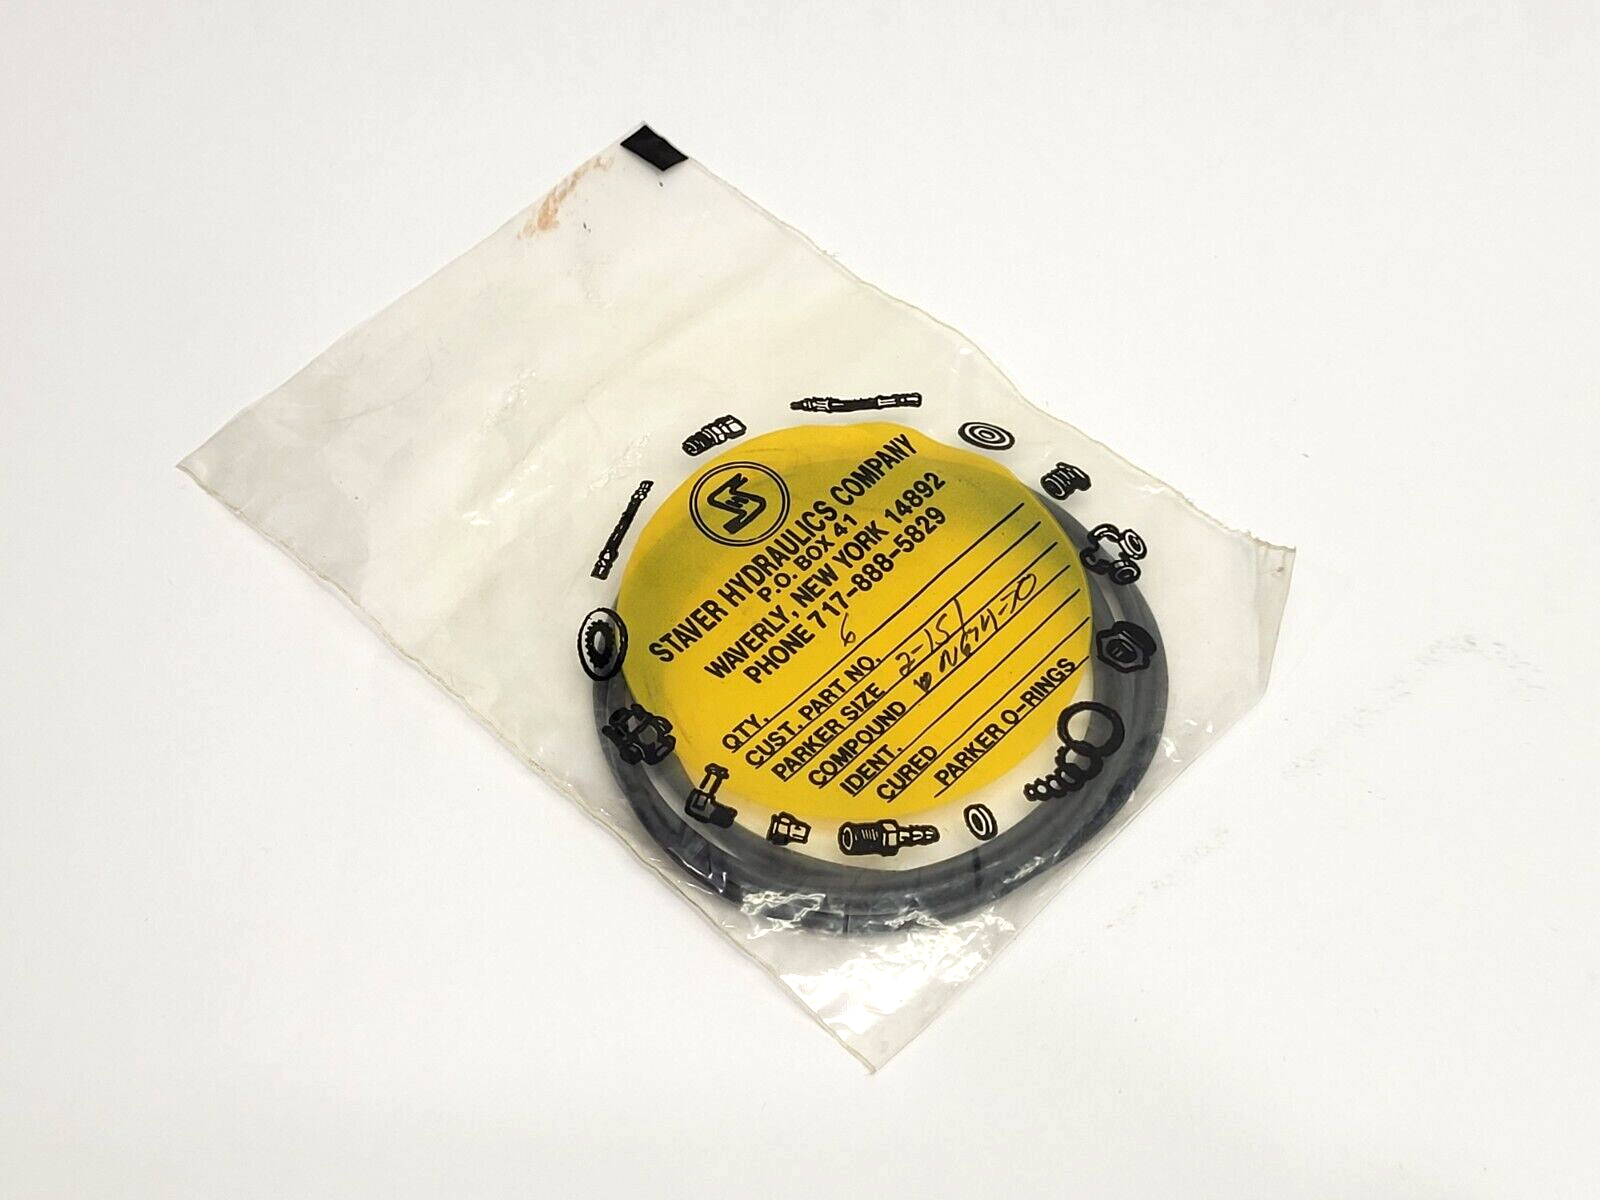 STAVER HYDRAULICS COMPANY
P.O. BOX 41
WAVERLY, NEW YORK 14892
PHONE 717-888-5829
QTY. 6
CUST. PART NO.
PARKER SIZE 2-151
COMPOUND N674-70
IDENT.
CURED
PARKER O-RINGS